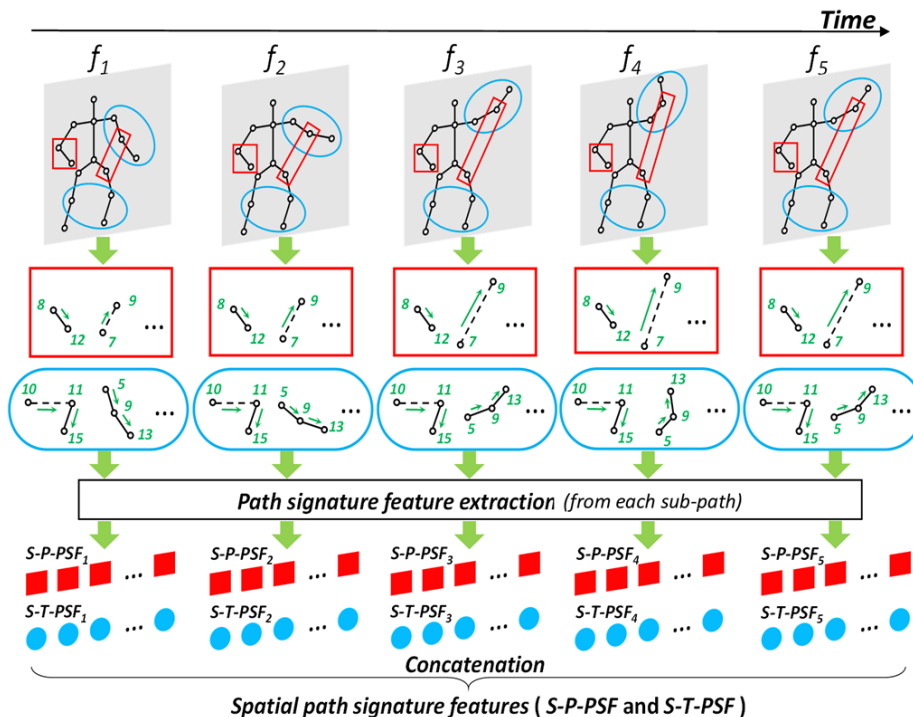 Time
f1 f2 f3 f4 f5
8 9 8 9 8 9 8 9 8 9
12 7 ... 12 7 ... 12 7 ... 12 7 ... 12 7 ...
10 11 5 10 11 5 10 11 13 10 11 13 10 11 13
9 ... 9 ... ... 9 ... ...
15 13 15 13 15 5 9 15 5 15 5 9
Path signature feature extraction (from each sub-path)
S-P-PSF1 S-P-PSF2 S-P-PSF3 S-P-PSF4 S-P-PSF5
... ... ... ... ...
S-T-PSF1 S-T-PSF2 S-T-PSF3 S-T-PSF4 S-T-PSF5
... ... ... ... ...
Concatenation
Spatial path signature features ( S-P-PSF and S-T-PSF )